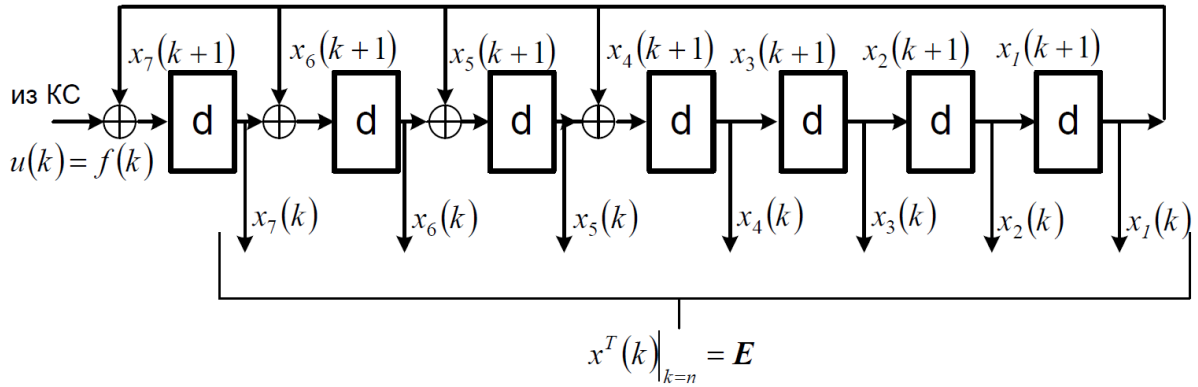 x₇(k+1) x₆(k+1) x₅(k+1) x₄(k+1) x₃(k+1) x₂(k+1) x₁(k+1)
из КС
d d d d d d d
u(k) = f(k)
x₇(k) x₆(k) x₅(k) x₄(k) x₃(k) x₂(k) x₁(k)
xᵀ(k)|ₖ₌ₙ = E